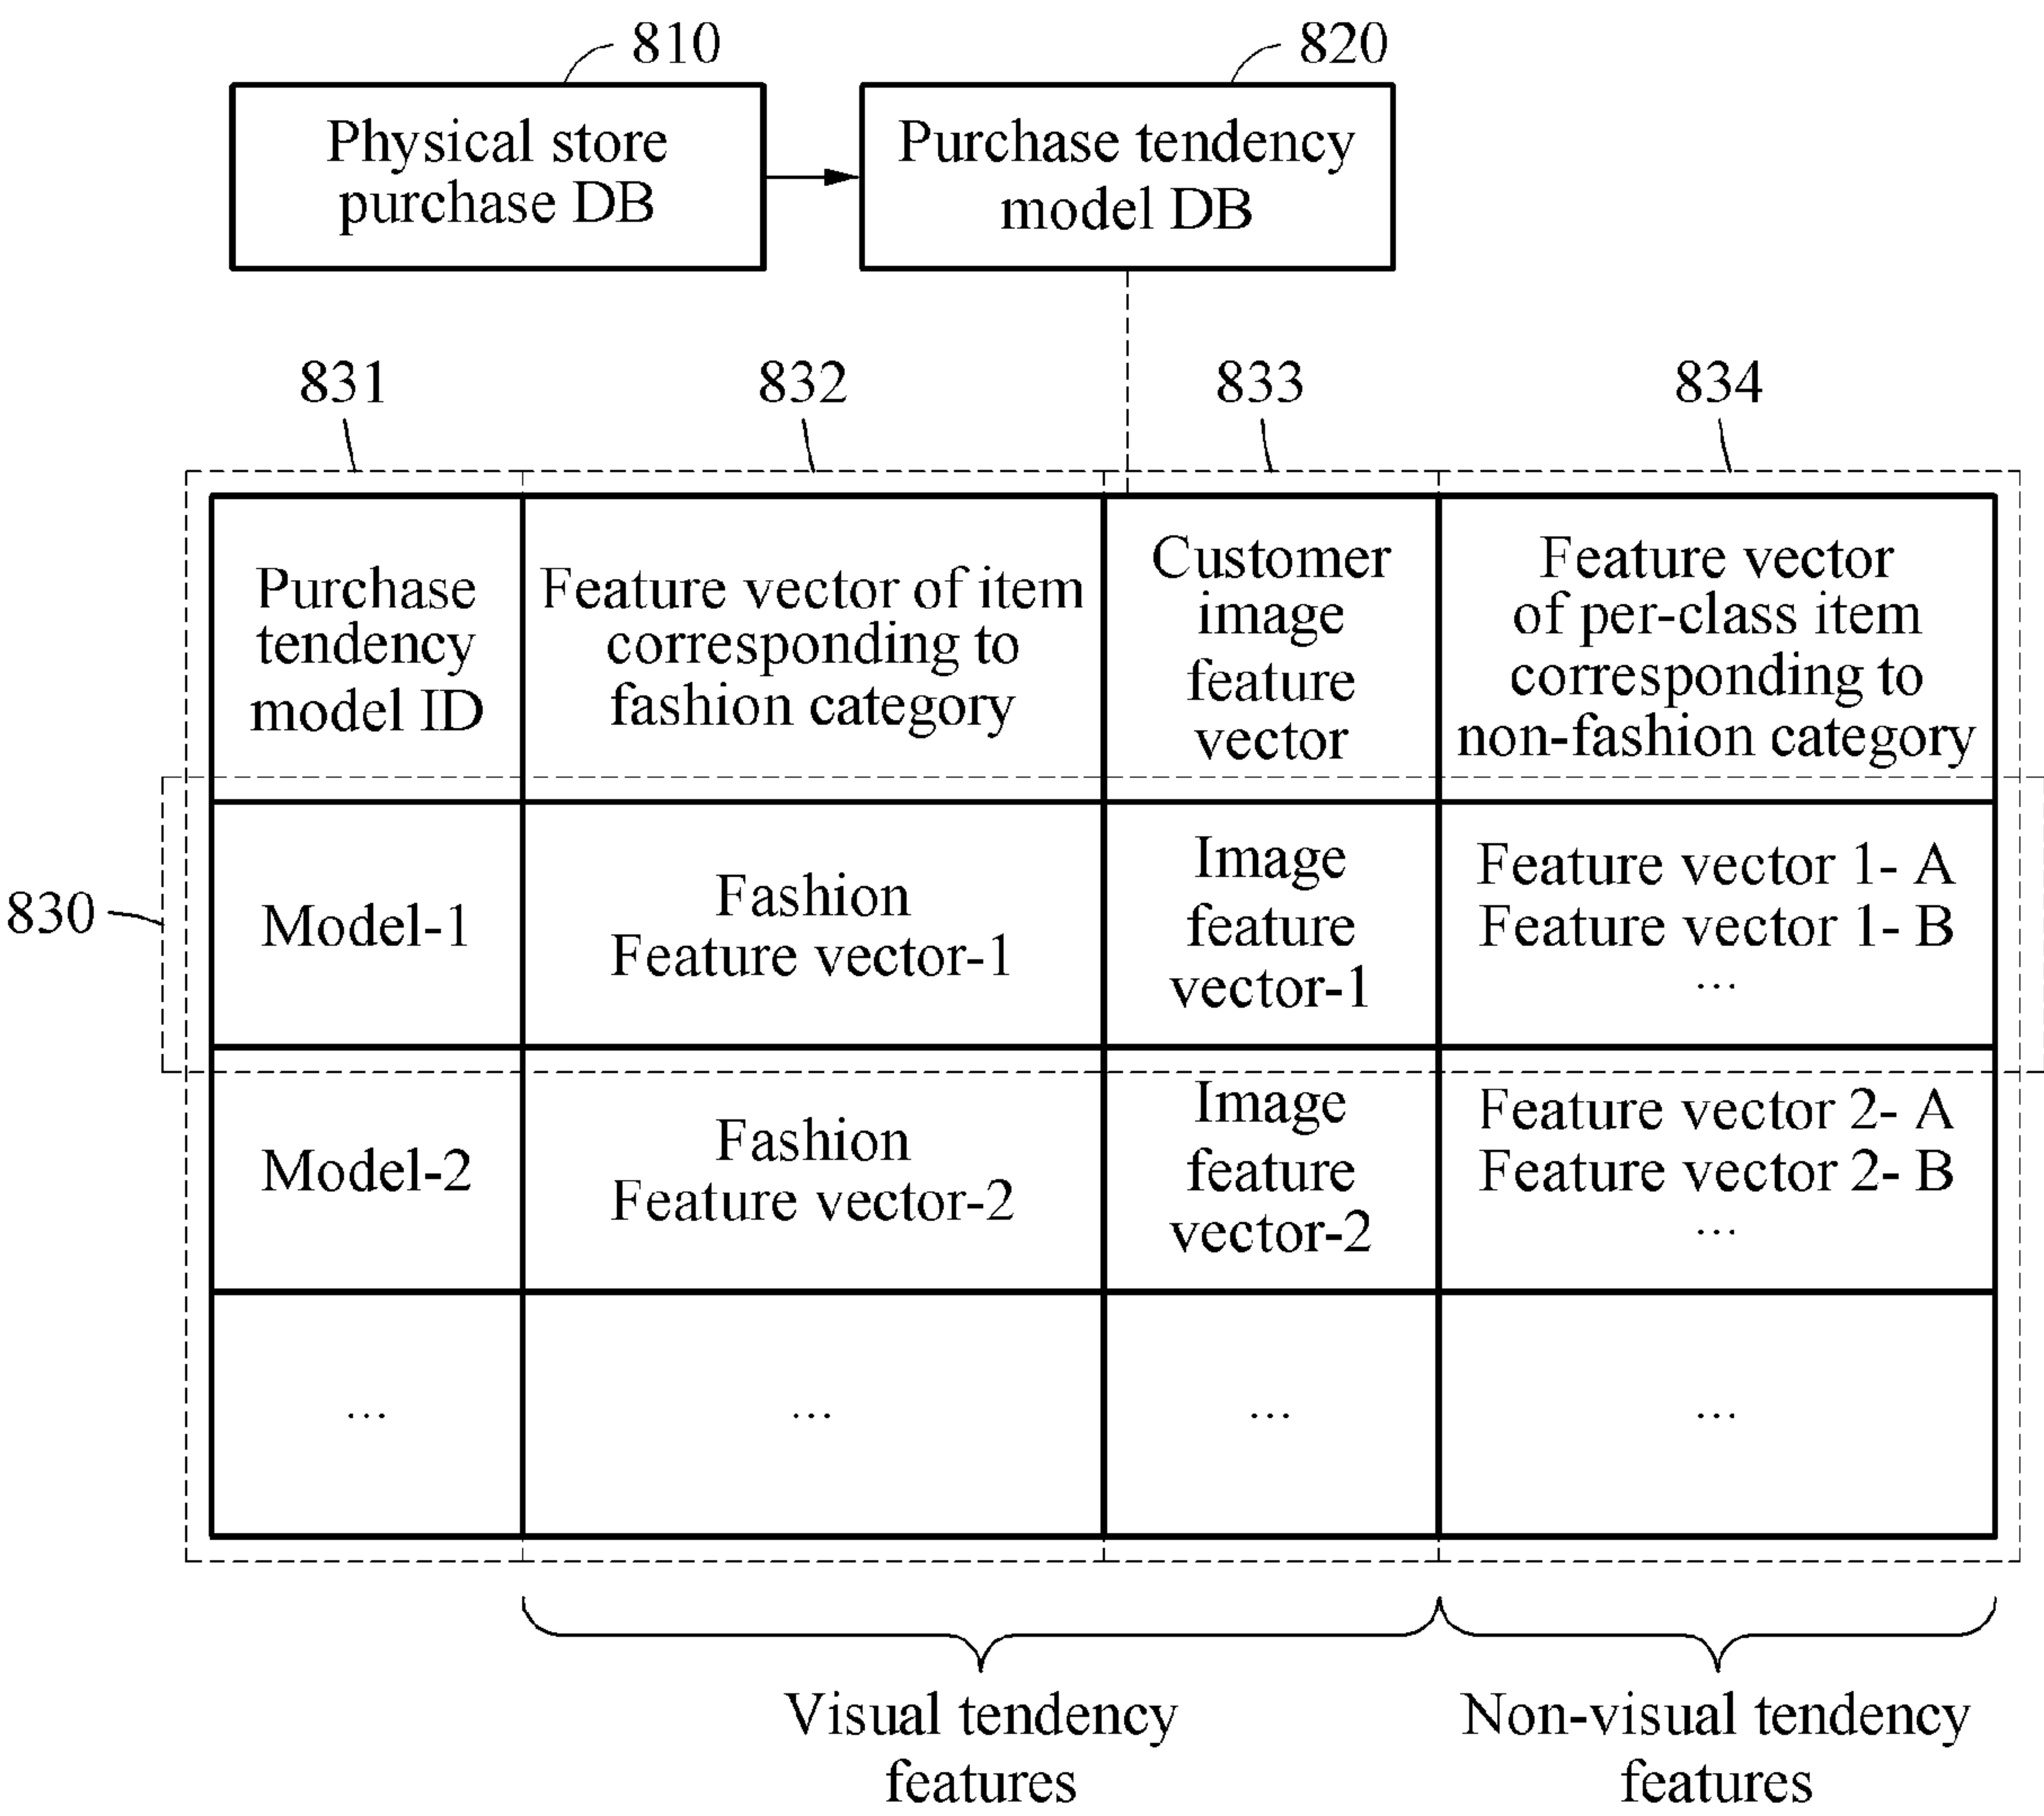 810
820
Physical store
purchase DB
Purchase tendency
model DB
831
832
833
834
Purchase
tendency
model ID
Feature vector of item
corresponding to
fashion category
Customer
image
feature
vector
Feature vector
of per-class item
corresponding to
non-fashion category
830
Model-1
Fashion
Feature vector-1
Image
feature
vector-1
Feature vector 1- A
Feature vector 1- B
...
Model-2
Fashion
Feature vector-2
Image
feature
vector-2
Feature vector 2- A
Feature vector 2- B
...
...
...
...
...
Visual tendency
features
Non-visual tendency
features